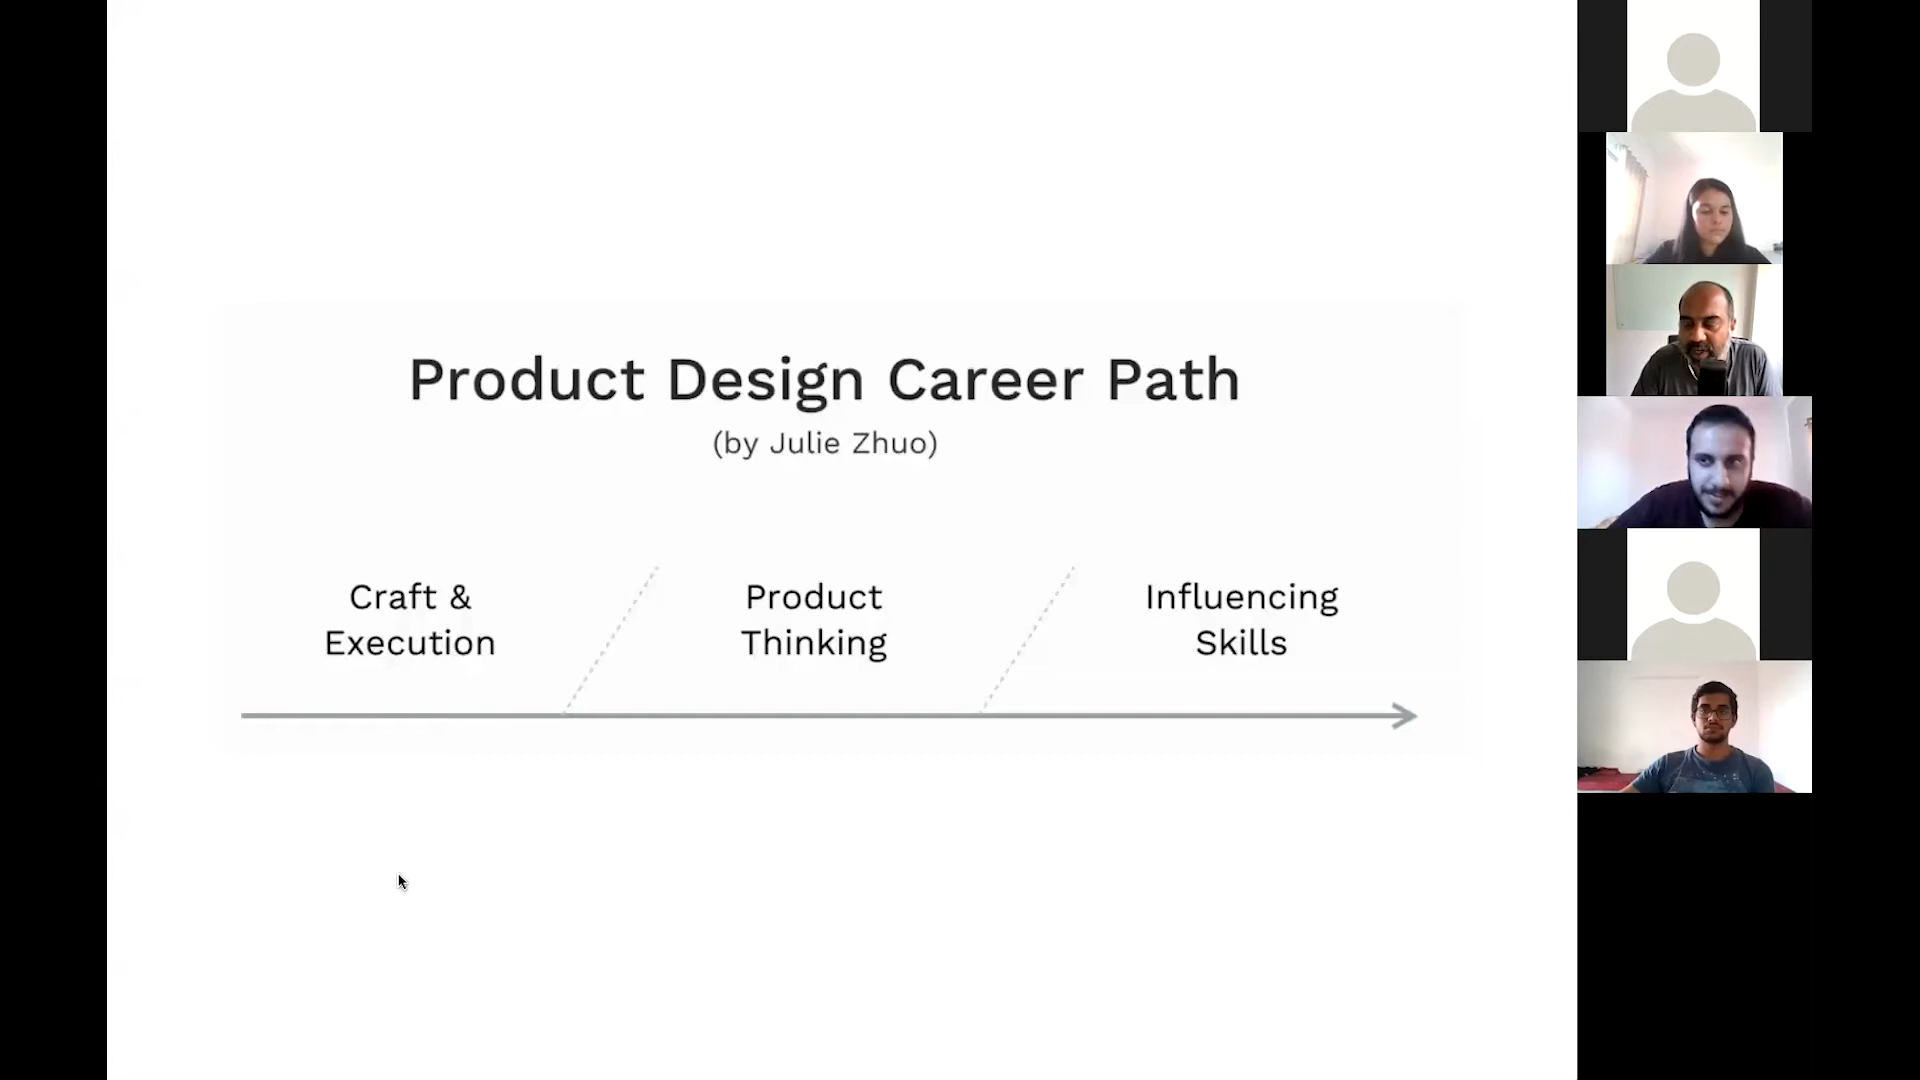 Product Design Career Path
(by Julie Zhuo)
Craft &
Execution
Product
Thinking
Influencing
Skills